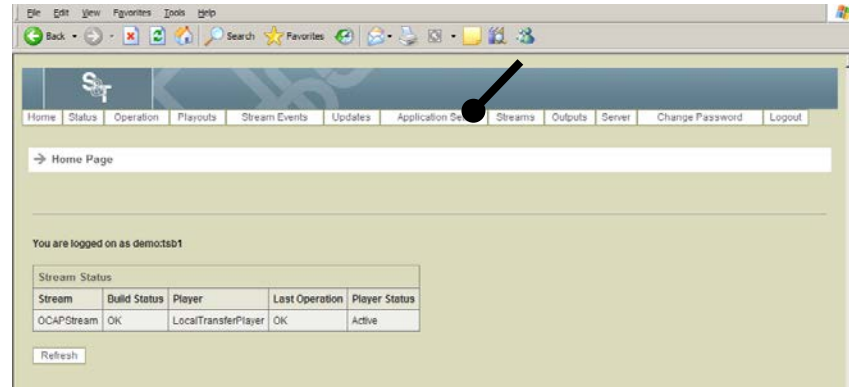 File Edit View Favorites Tools Help
Back Search Favorites
S&T
Home Status Operation Playouts Stream Events Updates Application Streams Outputs Server Change Password Logout
→ Home Page
You are logged on as demo:tsb1
Stream Status
Stream Build Status Player Last Operation Player Status
OCAPStream OK LocalTransferPlayer OK Active
Refresh